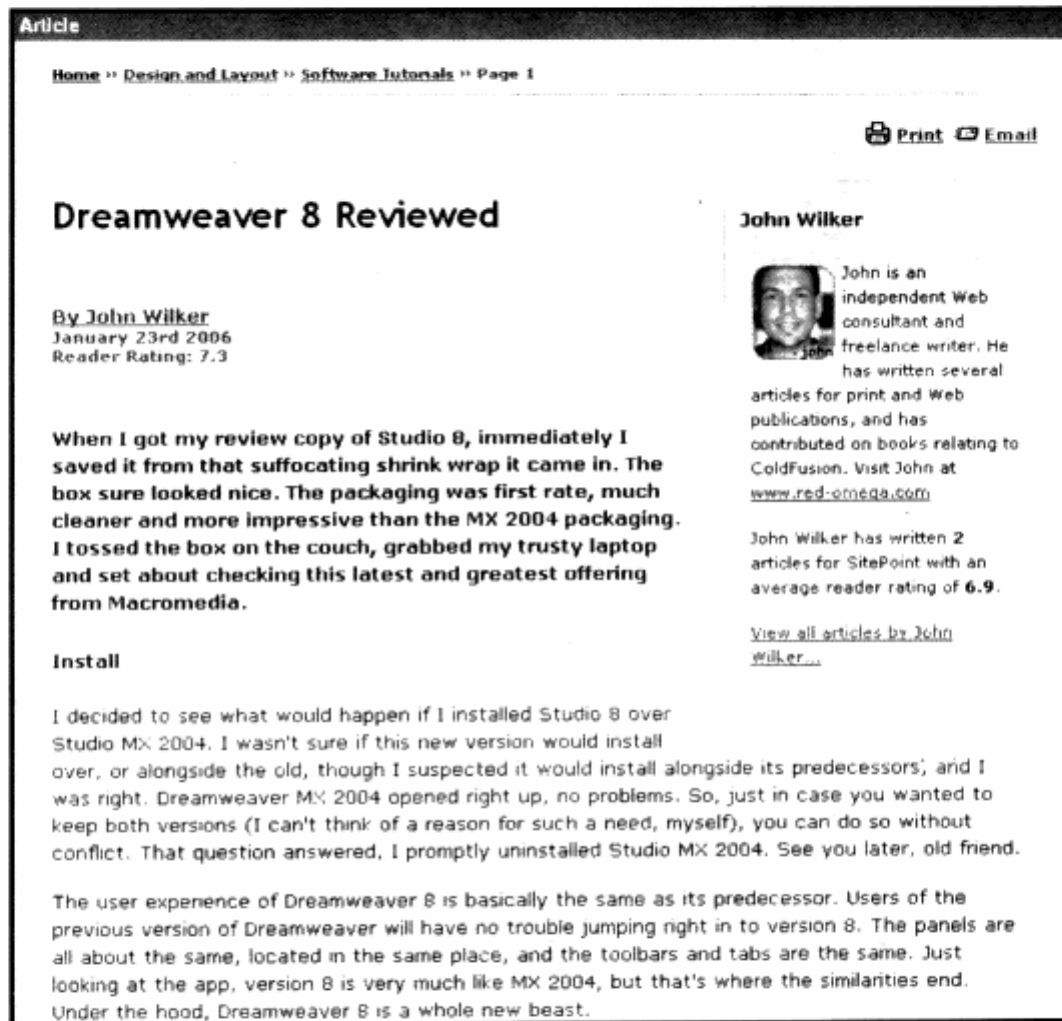 Article
Home » Design and Layout » Software Tutorials » Page 1
Print Email
Dreamweaver 8 Reviewed
By John Wilker
January 23rd 2006
Reader Rating: 7.3
When I got my review copy of Studio 8, immediately I
saved it from that suffocating shrink wrap it came in. The
box sure looked nice. The packaging was first rate, much
cleaner and more impressive than the MX 2004 packaging.
I tossed the box on the couch, grabbed my trusty laptop
and set about checking this latest and greatest offering
from Macromedia.
John Wilker
John is an
independent Web
consultant and
freelance writer. He
has written several
articles for print and Web
publications, and has
contributed on books relating to
ColdFusion. Visit John at
www.red-omega.com
John Wilker has written 2
articles for SitePoint with an
average reader rating of 6.9.
View all articles by John
Wilker...
Install
I decided to see what would happen if I installed Studio 8 over
Studio MX 2004. I wasn't sure if this new version would install
over, or alongside the old, though I suspected it would install alongside its predecessors, and I
was right. Dreamweaver MX 2004 opened right up, no problems. So, just in case you wanted to
keep both versions (I can't think of a reason for such a need, myself), you can do so without
conflict. That question answered, I promptly uninstalled Studio MX 2004. See you later, old friend.
The user experience of Dreamweaver 8 is basically the same as its predecessor. Users of the
previous version of Dreamweaver will have no trouble jumping right in to version 8. The panels are
all about the same, located in the same place, and the toolbars and tabs are the same. Just
looking at the app, version 8 is very much like MX 2004, but that's where the similarities end.
Under the hood, Dreamweaver 8 is a whole new beast.